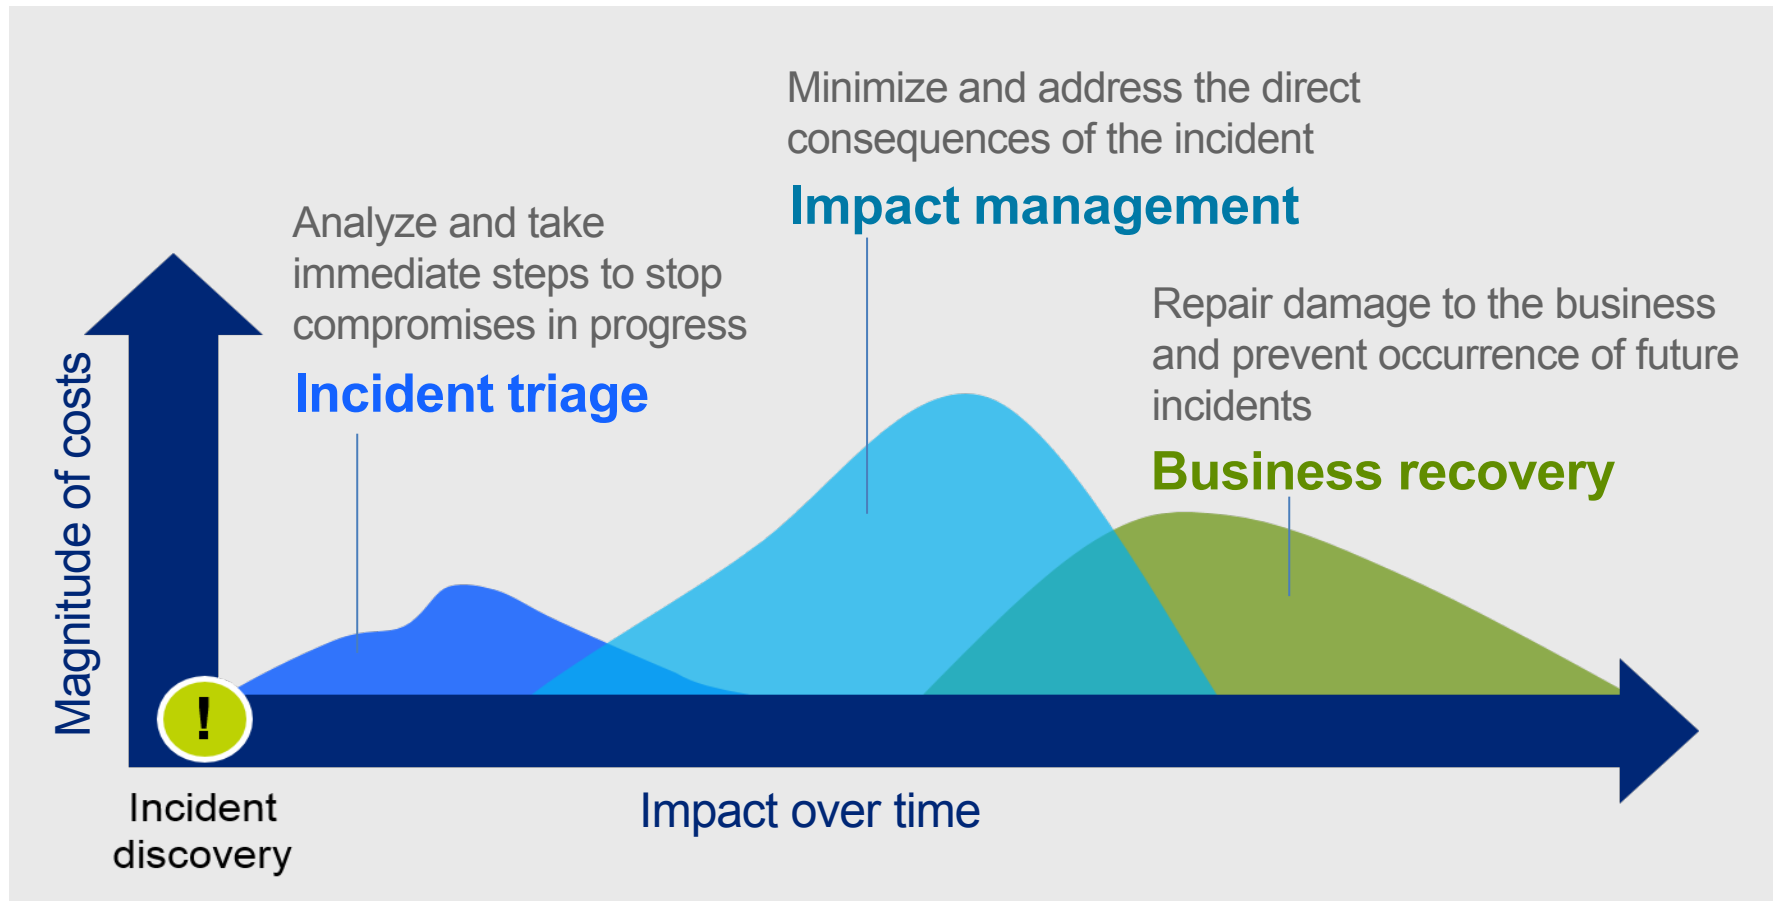 Minimize and address the direct
consequences of the incident
Impact management
Analyze and take
immediate steps to stop
compromises in progress
Incident triage
Repair damage to the business
and prevent occurrence of future
incidents
Business recovery
Magnitude of costs
!
Incident
discovery
Impact over time